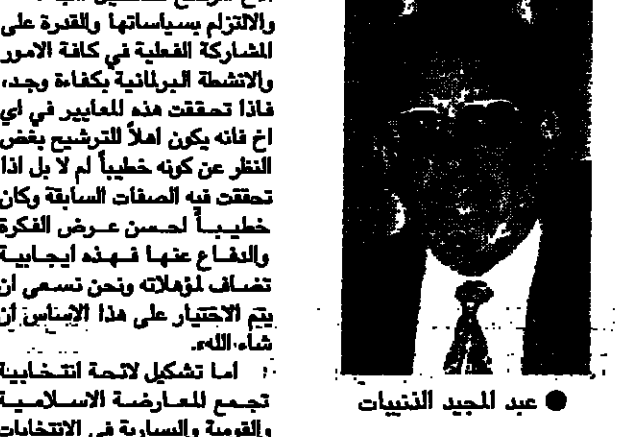 والالتزام بسياساتها والقدرة على
المشاركة الفعلية في كافة الامور
والانشطة البرلمانية بكفاءة وجد،
فاذا تحققت هذه المعايير في اي
اخ فانه يكون اهلاً للترشيح بغض
النظر عن كونه خطيباً لم لا بل اذا
تحققت فيه الصفات السابقة وكان
خطيباً لحسن عرض الفكرة
والدفاع عنها فهذه ايجابية
تضاف لمؤهلاته ونحن نسعى ان
يتم الاختيار على هذا الاساس ان
شاء الله».
اما تشكيل لائحة انتخابية
تجمع المعارضة الاسلامية
والقومية واليسارية في الانتخابات
● عبد المجيد الذنيبات